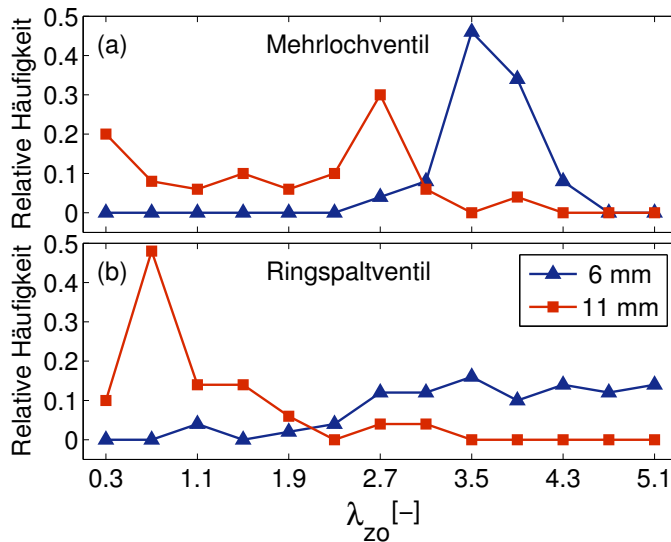 0.5
(a)
Mehrlochventil
0.4
0.3
0.2
0.1
0
Relative Häufigkeit
0.5
(b)
Ringspaltventil
6 mm
11 mm
0.4
0.3
0.2
0.1
0
Relative Häufigkeit
0.3 1.1 1.9 2.7 3.5 4.3 5.1
λzo[–]